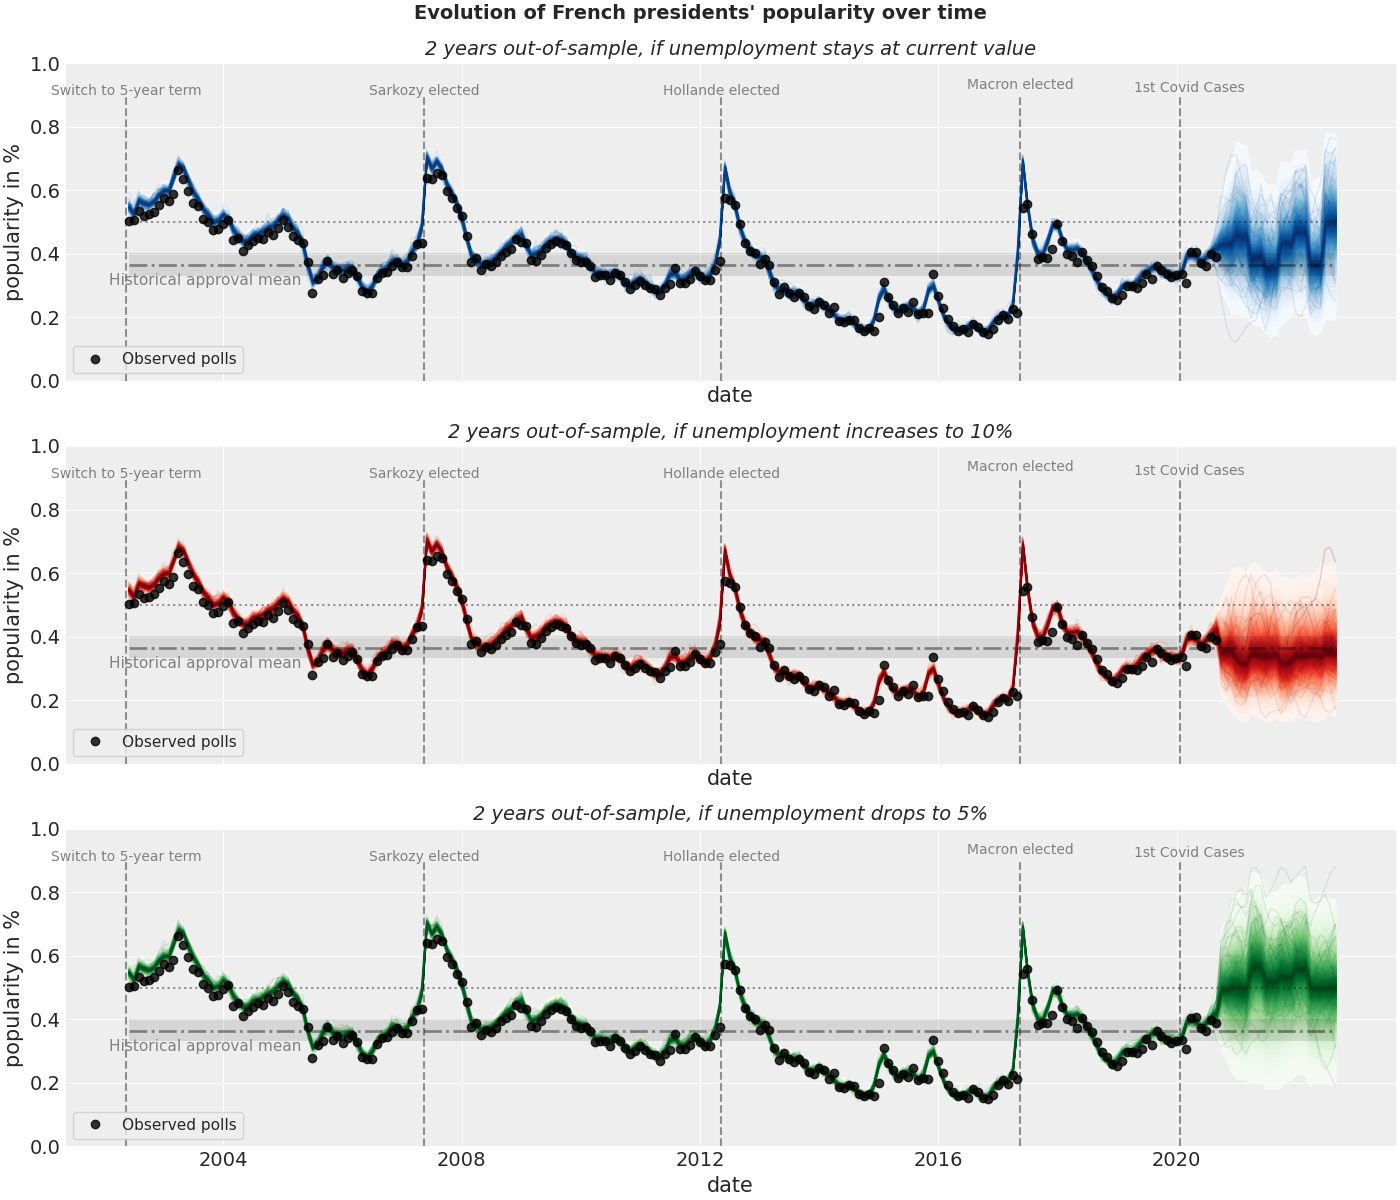 Evolution of French presidents' popularity over time
2 years out-of-sample, if unemployment stays at current value
popularity in %
1.0
0.8
0.6
0.4
0.2
0.0
Switch to 5-year term
Sarkozy elected
Hollande elected
Macron elected
1st Covid Cases
Historical approval mean
Observed polls
date
2 years out-of-sample, if unemployment increases to 10%
popularity in %
1.0
0.8
0.6
0.4
0.2
0.0
Switch to 5-year term
Sarkozy elected
Hollande elected
Macron elected
1st Covid Cases
Historical approval mean
Observed polls
date
2 years out-of-sample, if unemployment drops to 5%
popularity in %
1.0
0.8
0.6
0.4
0.2
0.0
Switch to 5-year term
Sarkozy elected
Hollande elected
Macron elected
1st Covid Cases
Historical approval mean
Observed polls
2004
2008
2012
2016
2020
date